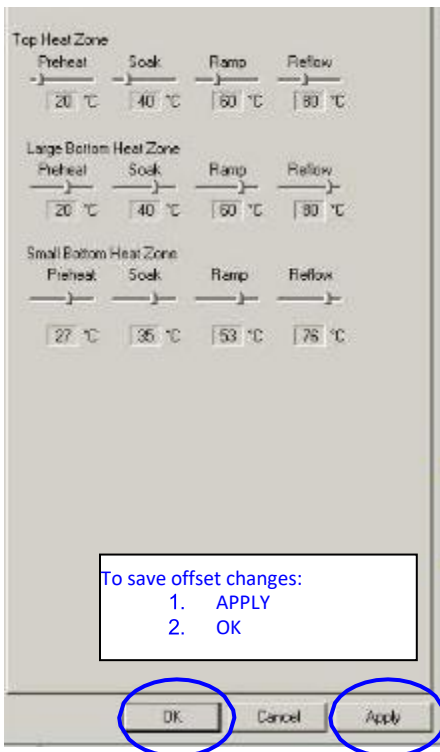 Top Heat Zone
Preheat Soak Ramp Reflow
20 °C 40 °C 60 °C 80 °C
Large Bottom Heat Zone
Preheat Soak Ramp Reflow
20 °C 40 °C 60 °C 80 °C
Small Bottom Heat Zone
Preheat Soak Ramp Reflow
27 °C 35 °C 53 °C 76 °C
To save offset changes:
1. APPLY
2. OK
OK Cancel Apply